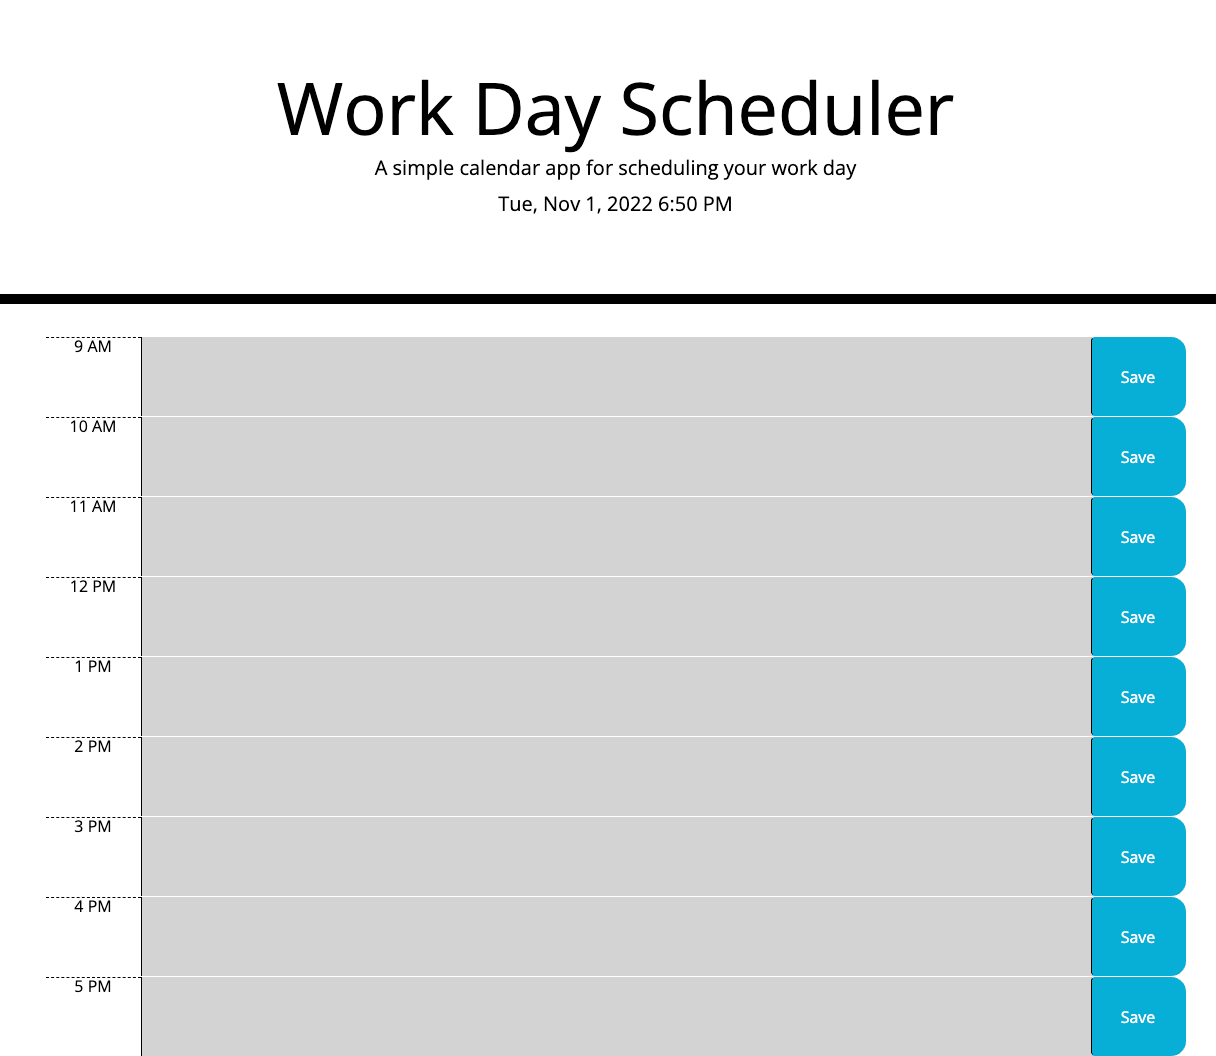 Work Day Scheduler
A simple calendar app for scheduling your work day
Tue, Nov 1, 2022 6:50 PM
9 AM
Save
10 AM
Save
11 AM
Save
12 PM
Save
1 PM
Save
2 PM
Save
3 PM
Save
4 PM
Save
5 PM
Save